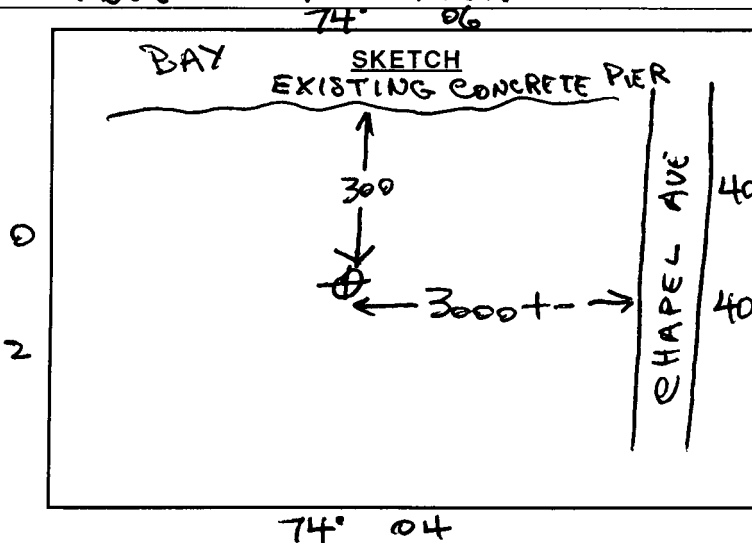 74° 06
BAY SKETCH
EXISTING CONCRETE PIER
300
0
40
3000+-
40
2
CHAPEL AVE
74° 04